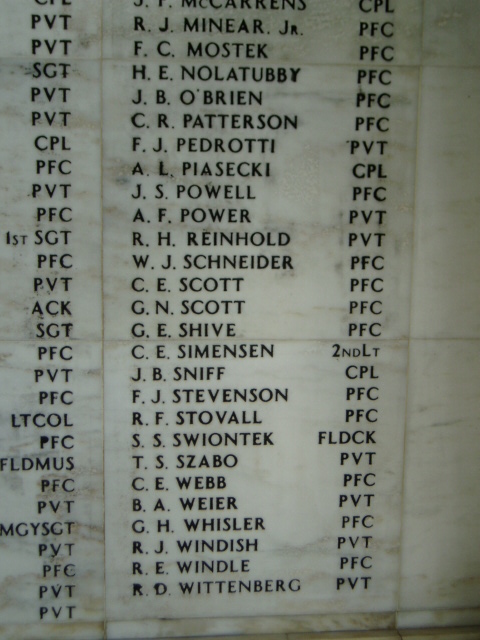 CPL J. P. McCARRENS CPL
PVT R. J. MINEAR. JR. PFC
PVT F. C. MOSTEK PFC
SGT H. E. NOLATUBBY PFC
PVT J. B. O'BRIEN PFC
PVT C. R. PATTERSON PFC
CPL F. J. PEDROTTI PVT
PFC A. L. PIASECKI CPL
PVT J. S. POWELL PFC
PFC A. F. POWER PVT
1ST SGT R. H. REINHOLD PVT
PFC W. J. SCHNEIDER PFC
PVT C. E. SCOTT PFC
ACK G. N. SCOTT PFC
SGT G. E. SHIVE PFC
PFC C. E. SIMENSEN 2NDLT
PVT J. B. SNIFF CPL
PFC F. J. STEVENSON PFC
LTCOL R. F. STOVALL PFC
PFC S. S. SWIONTEK FLDCK
FLDMUS T. S. SZABO PVT
PFC C. E. WEBB PFC
PVT B. A. WEIER PVT
MGYSGT G. H. WHISLER PFC
PVT R. J. WINDISH PVT
PFC R. E. WINDLE PFC
PVT R. D. WITTENBERG PVT
PVT